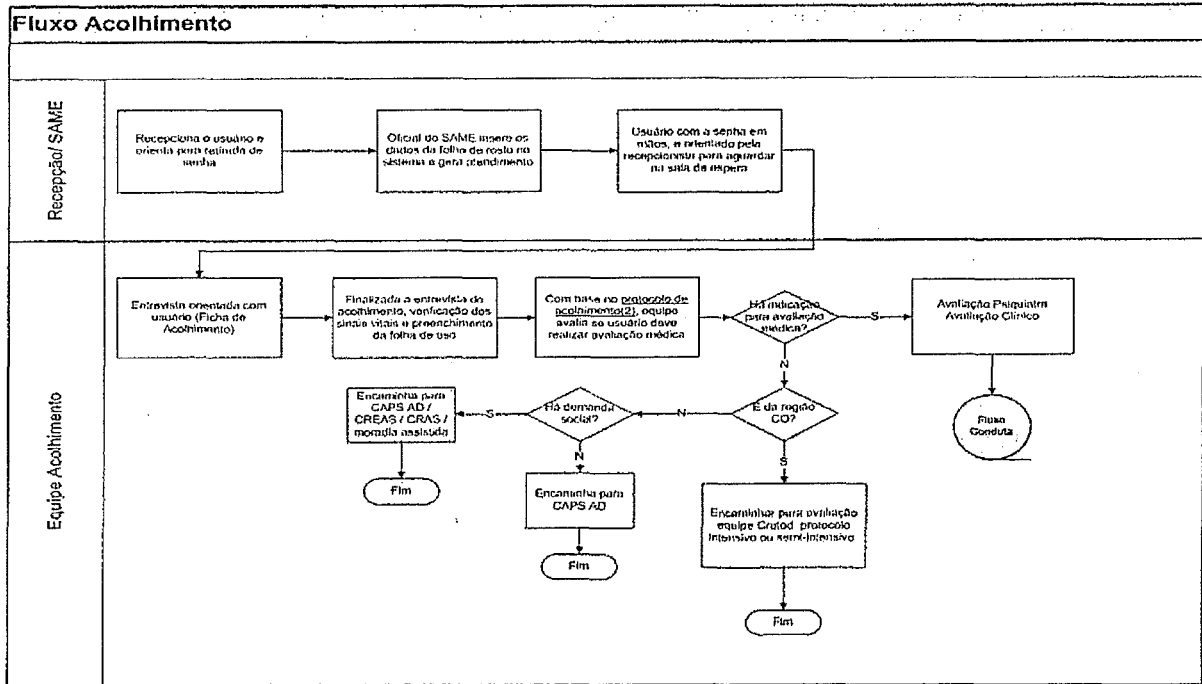 Fluxo Acolhimento
Recepção/ SAME
Recepciona o usuário e
orienta para retirada de
senha
Oficial do SAME insere os
dados da folha de rosto no
sistema e gera atendimento
Usuário com a senha em
mãos, e orientado pela
recepcionista para aguardar
na sala de espera
Equipe Acolhimento
Entrevista orientada com
usuário (Ficha de
Acolhimento)
Finalizada a entrevista do
acolhimento, verificação dos
sinais vitais e preenchimento
da folha de uso
Com base no protocolo de
acolhimento(2), equipe
avalia se usuário deve
realizar avaliação médica
Há indicação
para avaliação
médica?
S
Avaliação Psiquiatra
Avaliação Clínico
N
Fluxo
Conduta
É da região
CO?
N
Há demanda
social?
S
Encaminha para
CAPS AD /
CREAS / CRAS /
moradia assistida
Fim
N
Encaminha para
CAPS AD
Fim
S
Encaminhar para avaliação
equipe Cratod protocolo
Intensivo ou semi-Intensivo
Fim